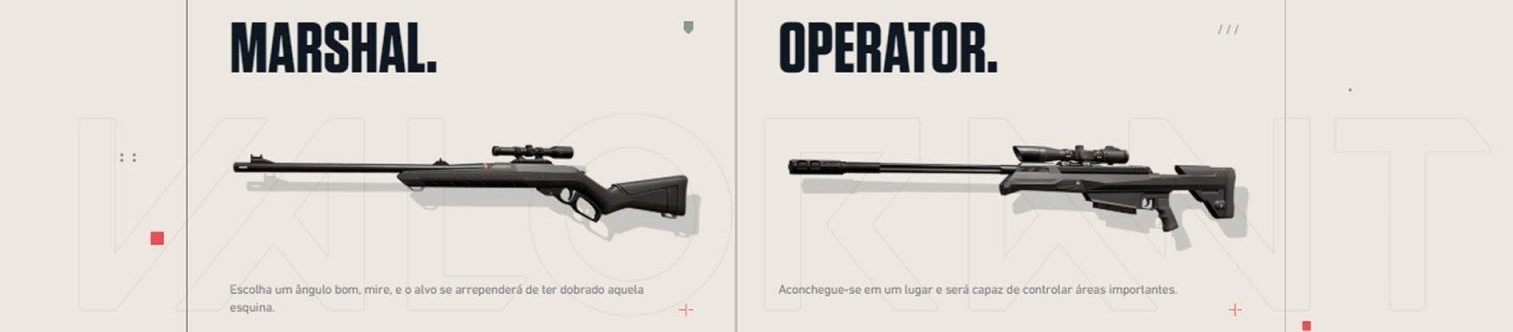 MARSHAL.
Escolha um ângulo bom, mire, e o alvo se arrependerá de ter dobrado aquela
esquina.
OPERATOR.
Aconchegue-se em um lugar e será capaz de controlar áreas importantes.
VALORANT